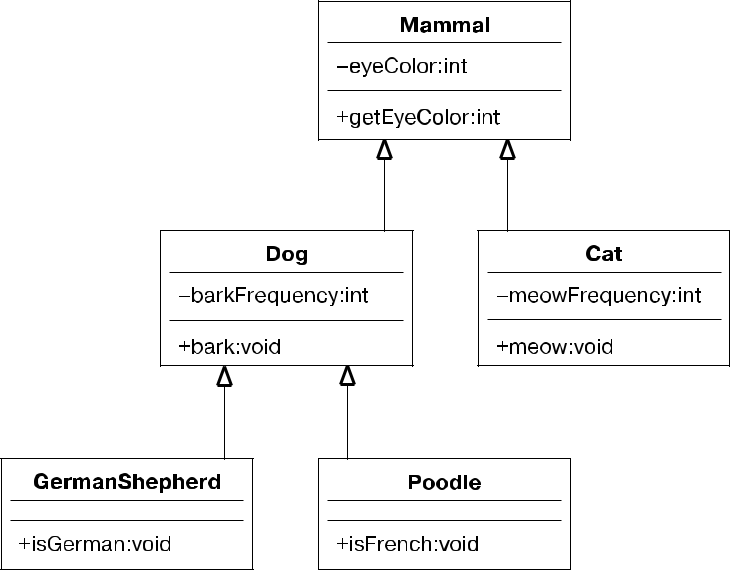 Mammal
–eyeColor:int
+getEyeColor:int
Dog
–barkFrequency:int
+bark:void
Cat
–meowFrequency:int
+meow:void
GermanShepherd
+isGerman:void
Poodle
+isFrench:void